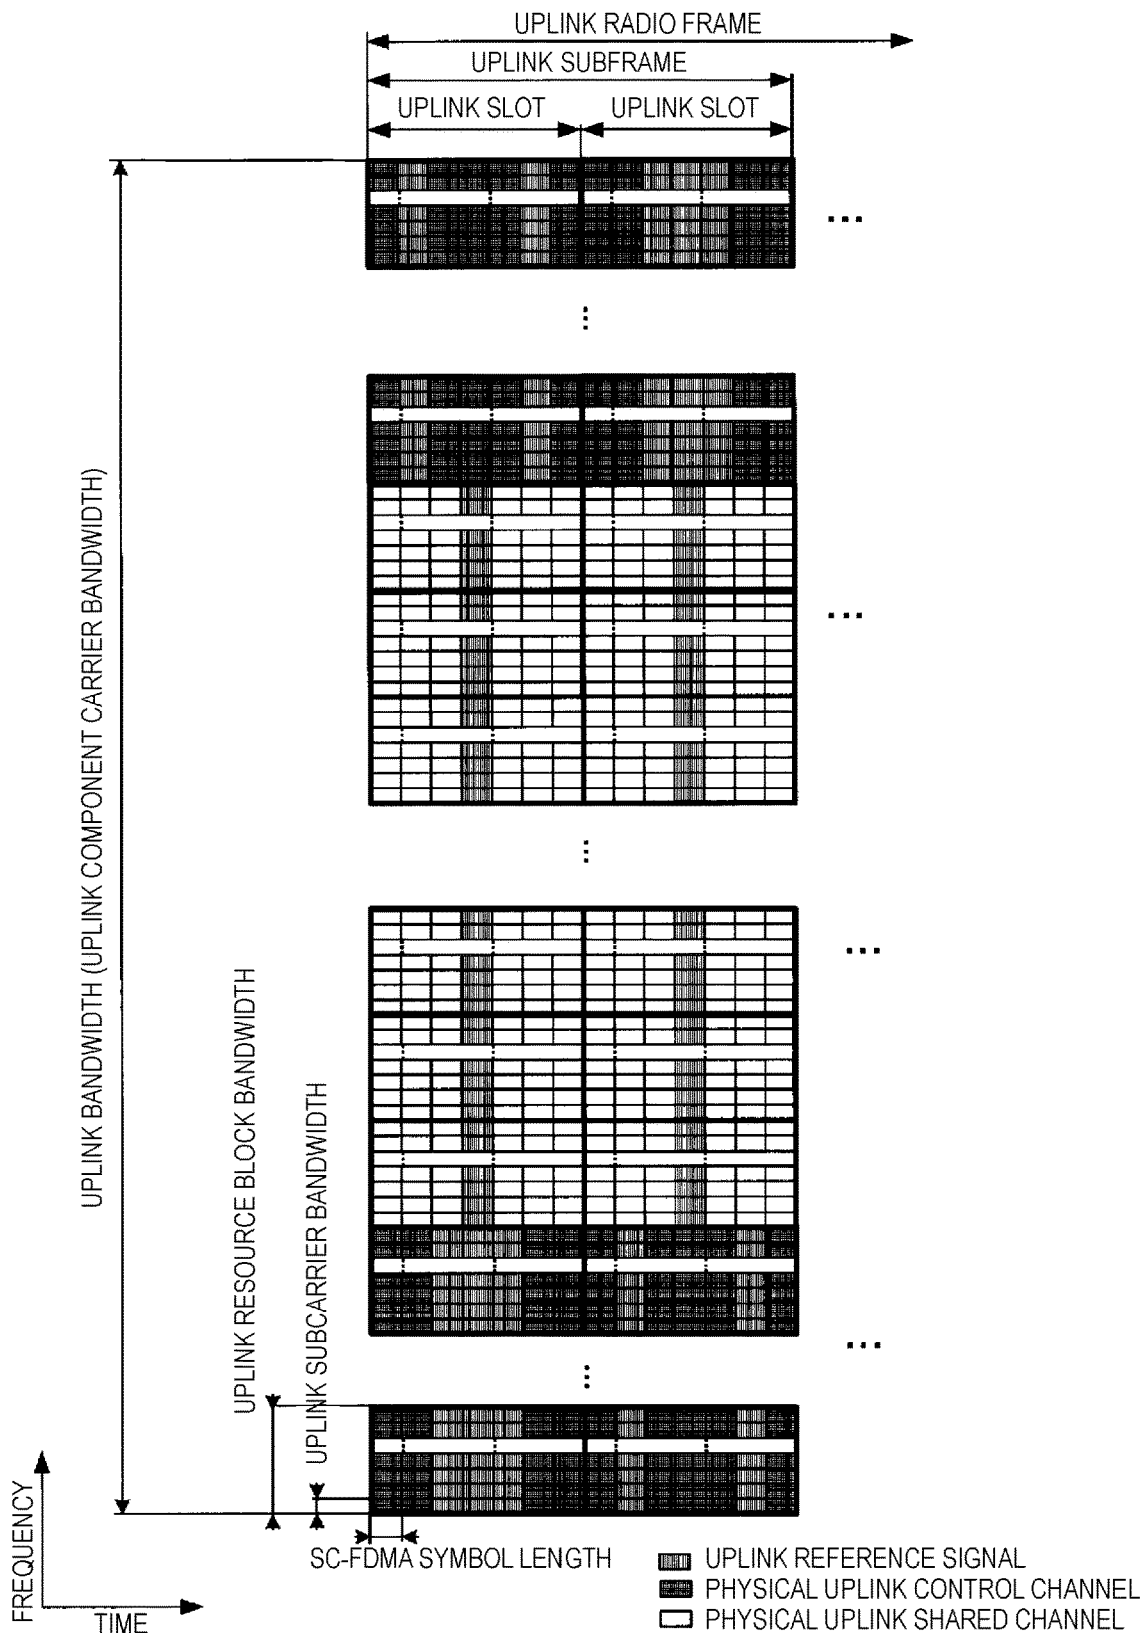 UPLINK RADIO FRAME
UPLINK SUBFRAME
UPLINK SLOT
UPLINK SLOT
UPLINK BANDWIDTH (UPLINK COMPONENT CARRIER BANDWIDTH)
UPLINK RESOURCE BLOCK BANDWIDTH
UPLINK SUBCARRIER BANDWIDTH
FREQUENCY
TIME
SC-FDMA SYMBOL LENGTH
UPLINK REFERENCE SIGNAL
PHYSICAL UPLINK CONTROL CHANNEL
PHYSICAL UPLINK SHARED CHANNEL